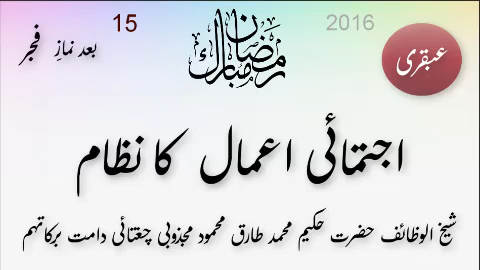 عبقری
2016
رمضان مبارک
15
بعد نمازِ فجر
اجتمائی اعمال کا نظام
شیخ الوظائف حضرت حکیم محمد طارق محمود مجذوبی چغتائی دامت برکاتہم